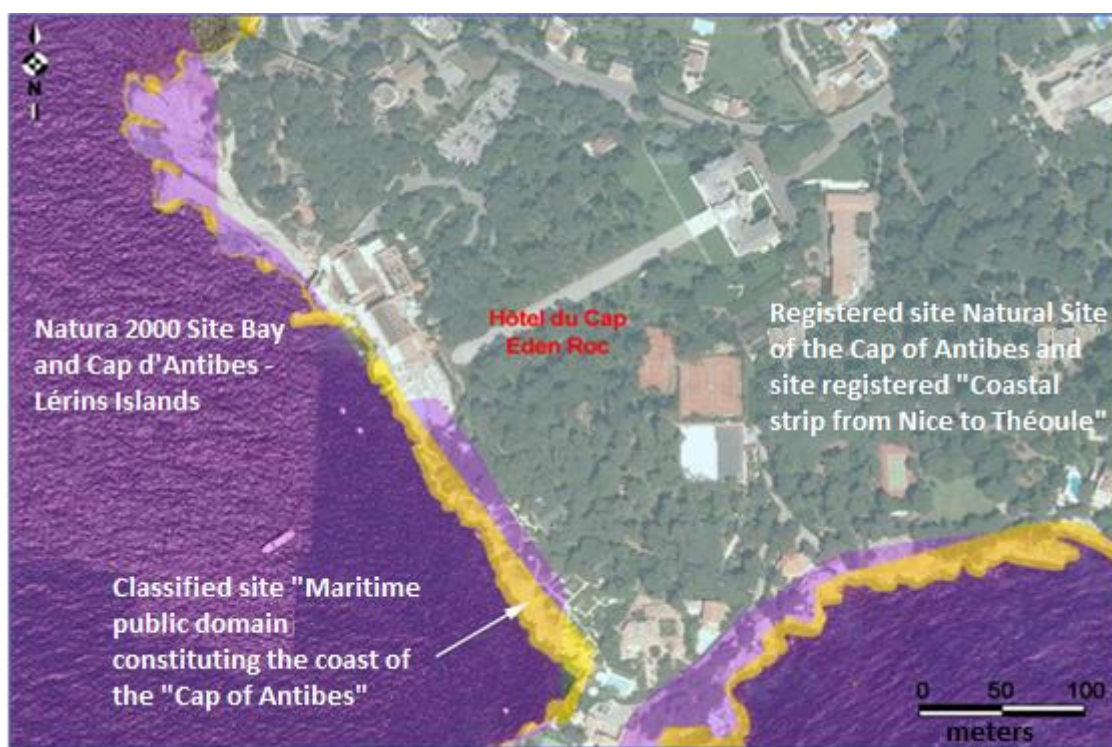 N
Natura 2000 Site Bay
and Cap d'Antibes -
Lérins Islands
Hôtel du Cap
Eden Roc
Registered site Natural Site
of the Cap of Antibes and
site registered "Coastal
strip from Nice to Théoule"
Classified site "Maritime
public domain
constituting the coast of
the "Cap of Antibes"
0 50 100
meters